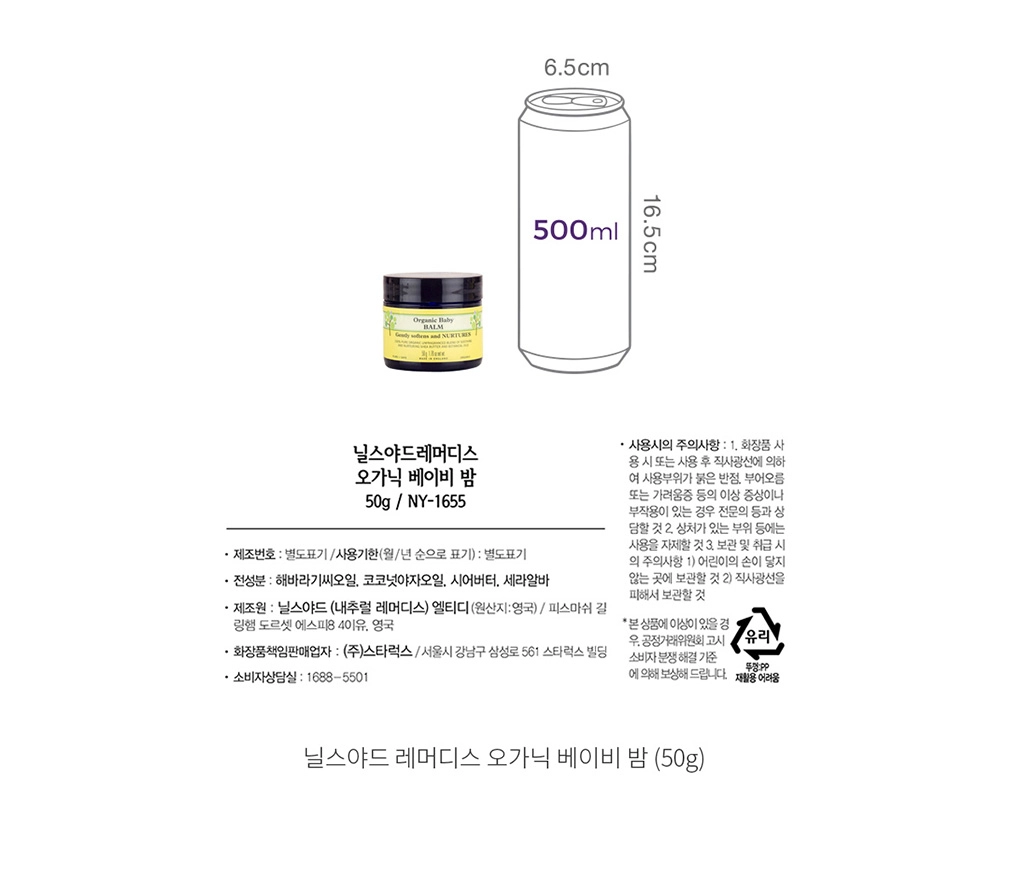 6.5cm
500ml
16.5cm
Organic Baby
BALM
Gently softens and NURTURES
MADE IN ENGLAND
닐스야드레머디스
오가닉 베이비 밤
50g / NY-1655
• 제조번호 : 별도표기 / 사용기한(월/년 순으로 표기) : 별도표기
• 전성분 : 해바라기씨오일, 코코넛야자오일, 시어버터, 세라알바
• 제조원 : 닐스야드 (내추럴 레머디스) 엘티디(원산지:영국) / 피스마쉬 길
링햄 도르셋 에스피8 4이유, 영국
• 화장품책임판매업자 : (주)스타럭스 / 서울시 강남구 삼성로 561 스타럭스 빌딩
• 소비자상담실 : 1688-5501
• 사용시의 주의사항 : 1. 화장품 사
용 시 또는 사용 후 직사광선에 의하
여 사용부위가 붉은 반점, 부어오름
또는 가려움증 등의 이상 증상이나
부작용이 있는 경우 전문의 등과 상
담할 것 2. 상처가 있는 부위 등에는
사용을 자제할 것 3. 보관 및 취급 시
의 주의사항 1) 어린이의 손이 닿지
않는 곳에 보관할 것 2) 직사광선을
피해서 보관할 것
* 본 상품에 이상이 있을 경
우, 공정거래위원회 고시
소비자 분쟁 해결 기준
에 의해 보상해 드립니다.
유리
뚜껑:PP
재활용 어려움
닐스야드 레머디스 오가닉 베이비 밤 (50g)